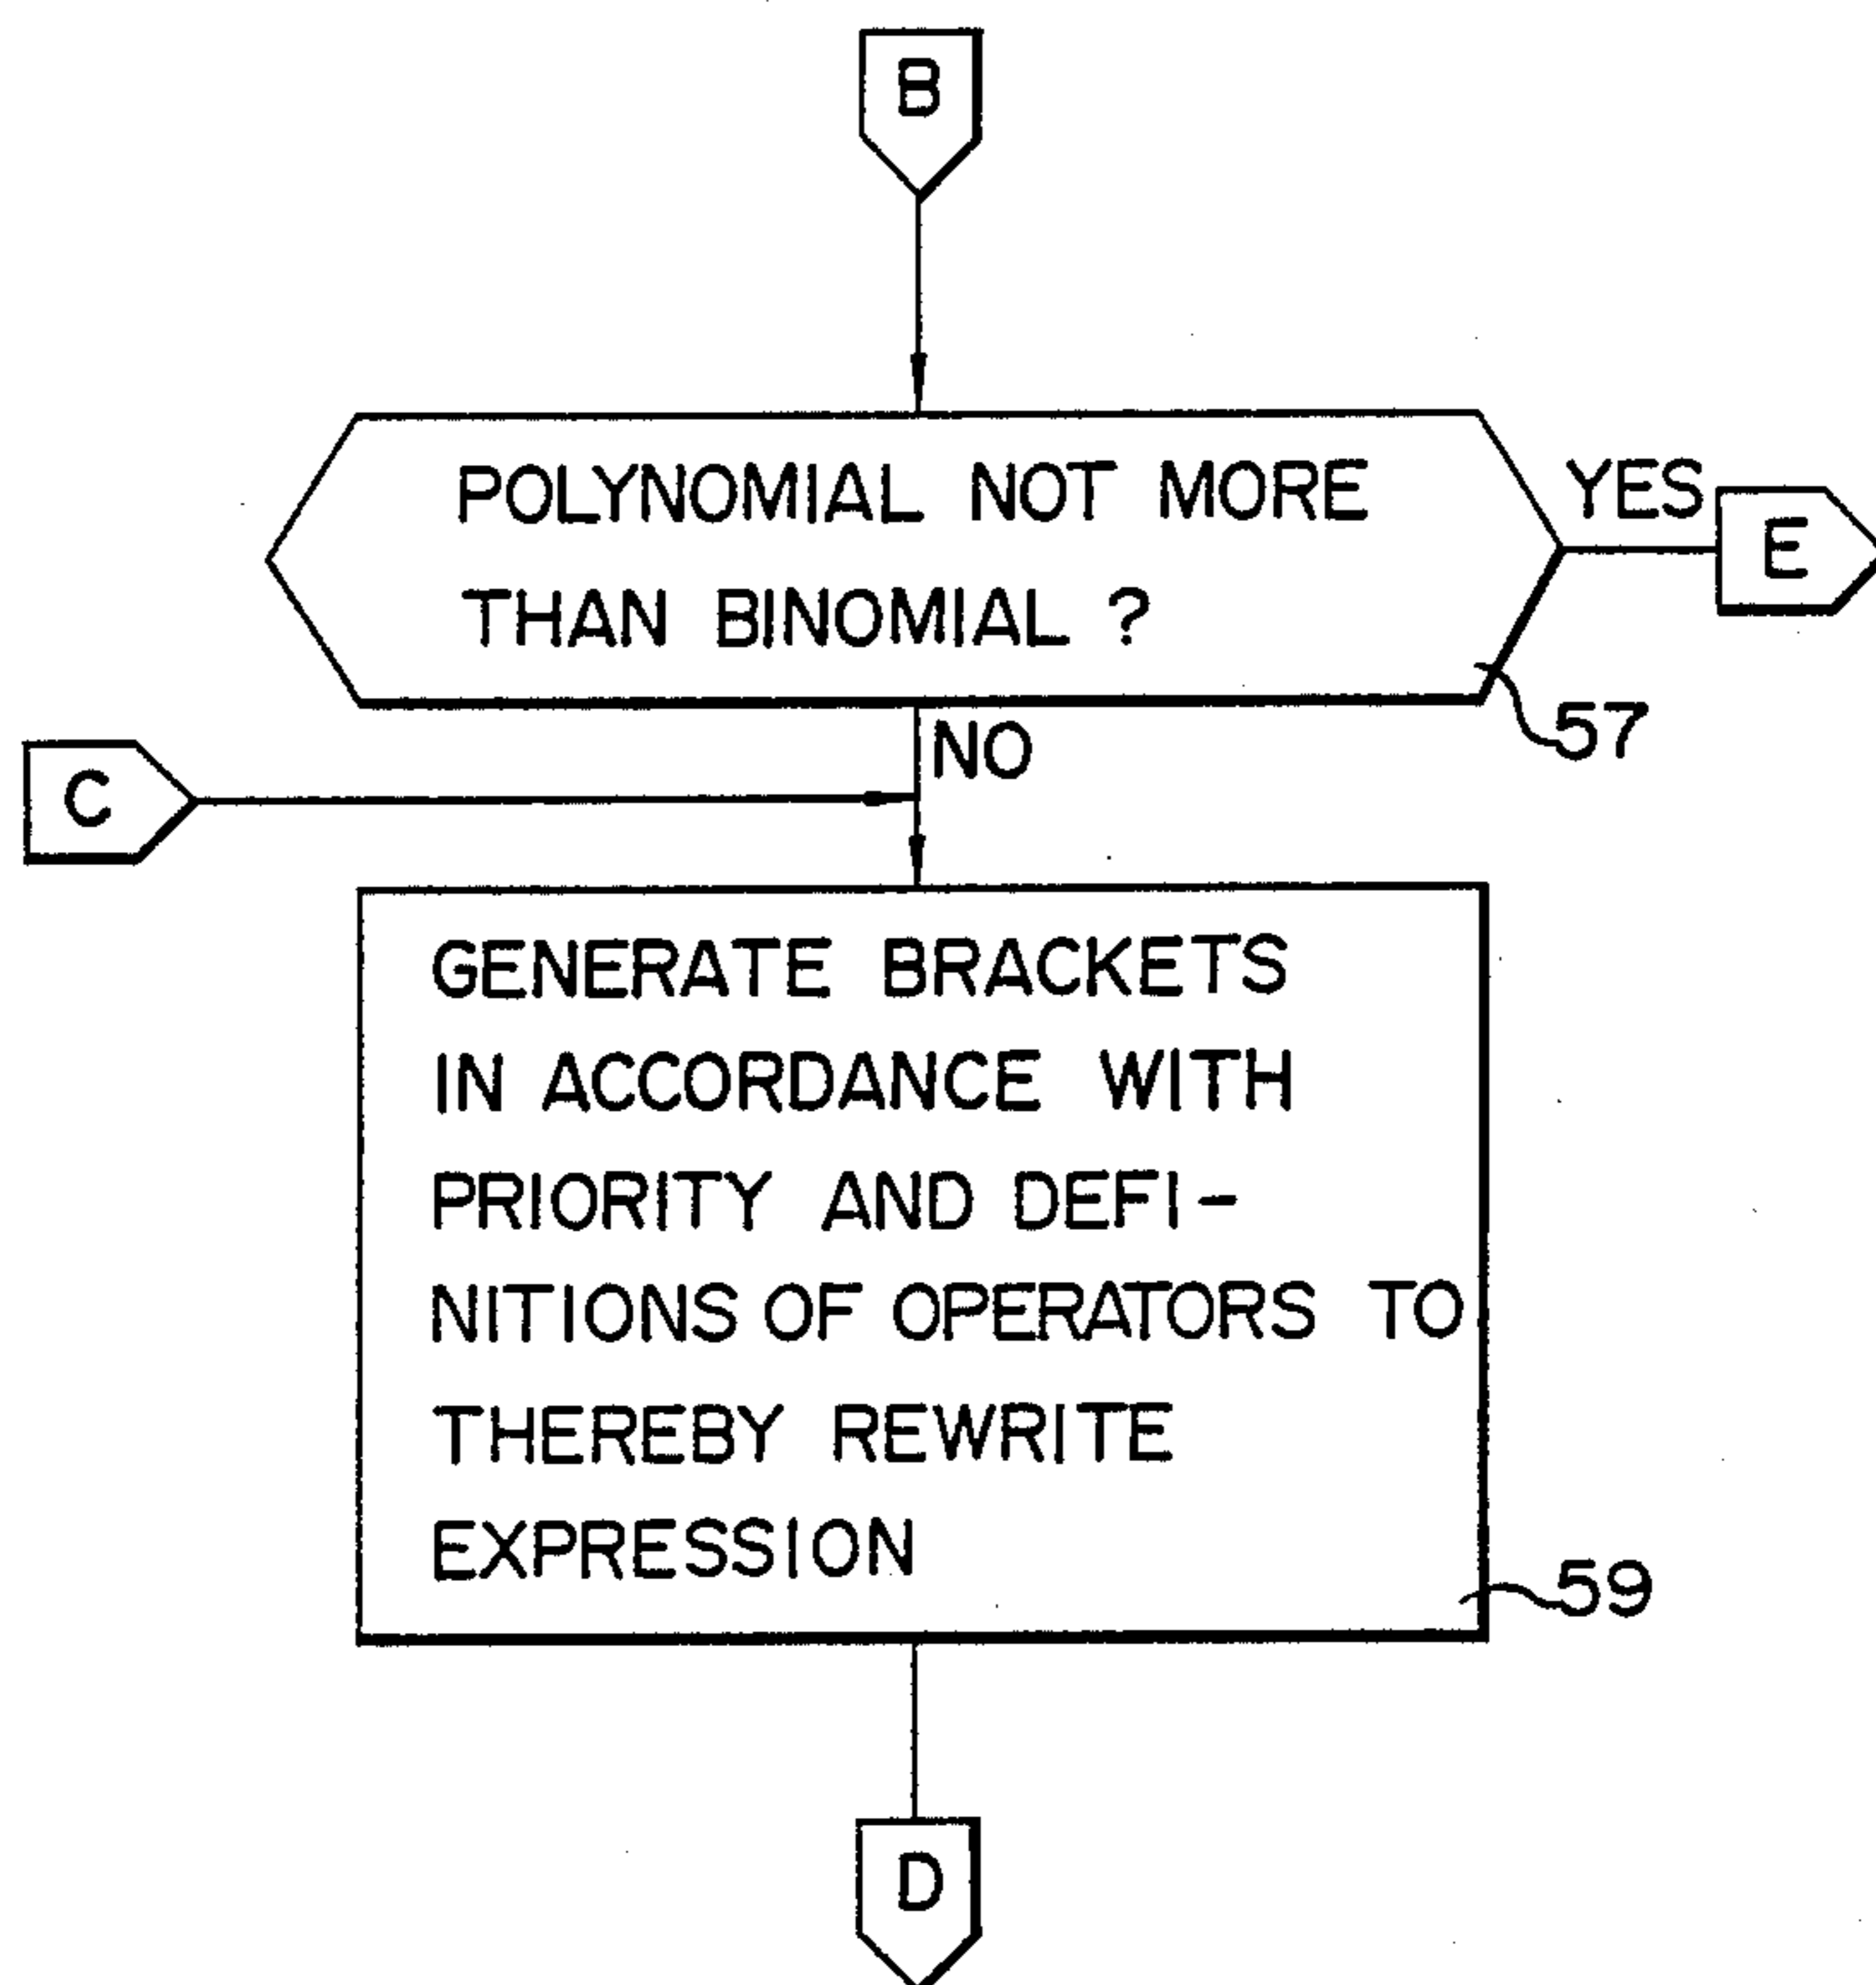 B
POLYNOMIAL NOT MORE
THAN BINOMIAL ?
YES
E
57
NO
C
GENERATE BRACKETS
IN ACCORDANCE WITH
PRIORITY AND DEFI-
NITIONS OF OPERATORS TO
THEREBY REWRITE
EXPRESSION
59
D